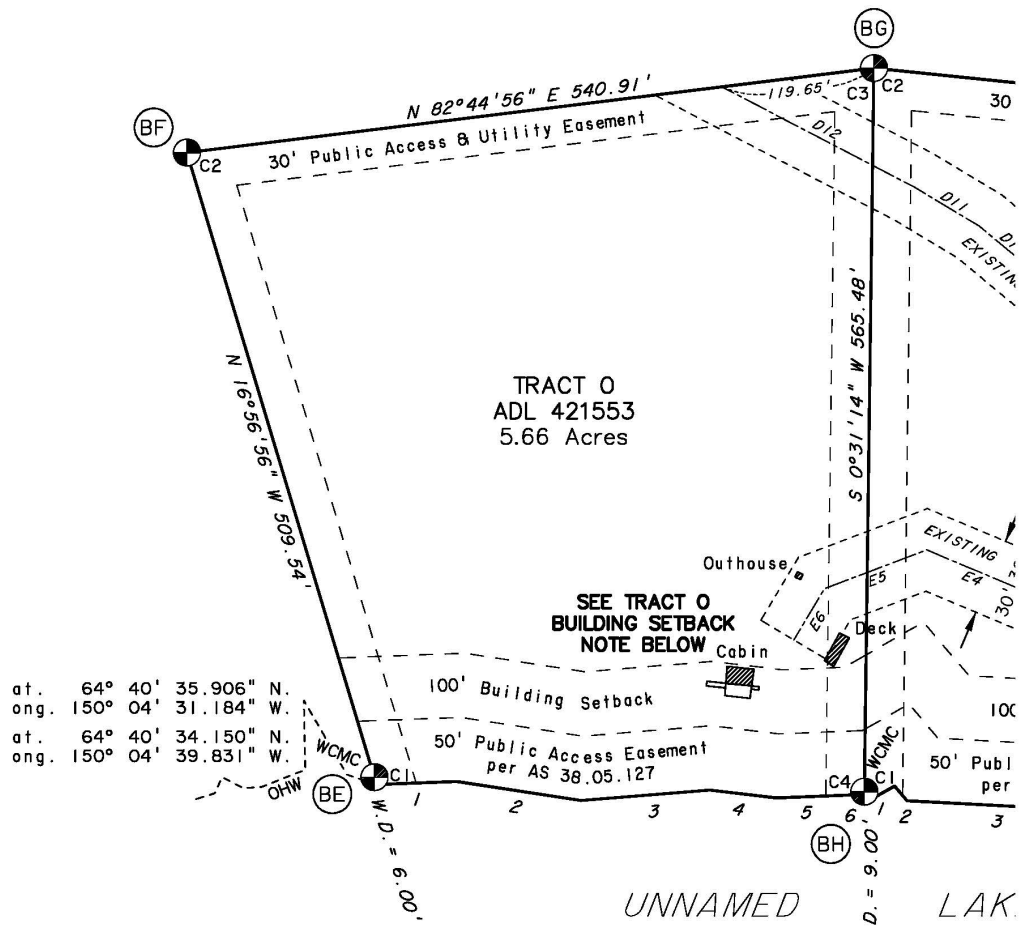 BG
BF
N 82°44'56" E 540.91'
119.65'
C3
C2
30
C2
30' Public Access & Utility Easement
D12
D11
EXISTIN
N 16°56'56" W 509.54'
S 0°31'14" W 565.48'
TRACT O
ADL 421553
5.66 Acres
EXISTING
Outhouse
E5
E4
30'
E6
SEE TRACT O
BUILDING SETBACK
NOTE BELOW
Deck
Cabin
at. 64° 40' 35.906" N.
ong. 150° 04' 31.184" W.
at. 64° 40' 34.150" N.
ong. 150° 04' 39.831" W.
100' Building Setback
100
50' Public Access Easement
per AS 38.05.127
50' Publ
per
WCMC
C1
OHW
BE
W.D. = 6.00'
1
2
3
4
5
6
WCMC
C4
C1
1
2
3
BH
D. = 9.00'
UNNAMED LAK